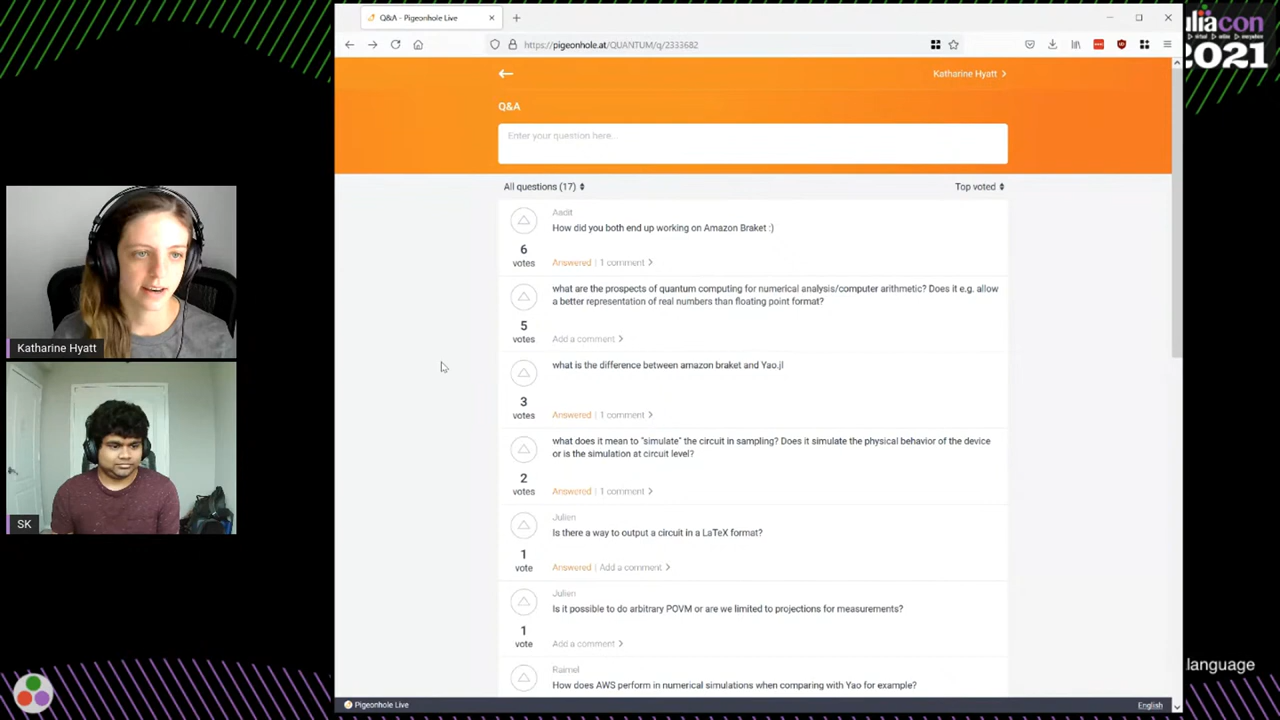 Q&A - Pigeonhole Live
https://pigeonhole.at/QUANTUM/q/2333682
uliacon
2021
Katharine Hyatt
Q&A
Enter your question here...
All questions (17)
Top voted
Aadit
How did you both end up working on Amazon Braket :)
6
votes
Answered | 1 comment
what are the prospects of quantum computing for numerical analysis/computer arithmetic? Does it e.g. allow
a better representation of real numbers than floating point format?
5
votes
Add a comment
what is the difference between amazon braket and Yao.jl
3
votes
Answered | 1 comment
what does it mean to "simulate" the circuit in sampling? Does it simulate the physical behavior of the device
or is the simulation at circuit level?
2
votes
Answered | 1 comment
Julien
Is there a way to output a circuit in a LaTeX format?
1
vote
Answered | Add a comment
Julien
Is it possible to do arbitrary POVM or are we limited to projections for measurements?
1
vote
Add a comment
Raimel
How does AWS perform in numerical simulations when comparing with Yao for example?
Pigeonhole Live
English
Katharine Hyatt
SK
language